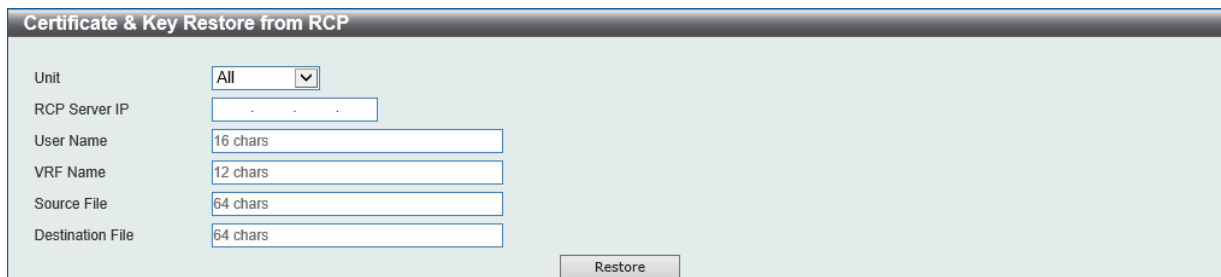 Certificate & Key Restore from RCP
Unit All
RCP Server IP . . .
User Name 16 chars
VRF Name 12 chars
Source File 64 chars
Destination File 64 chars
Restore